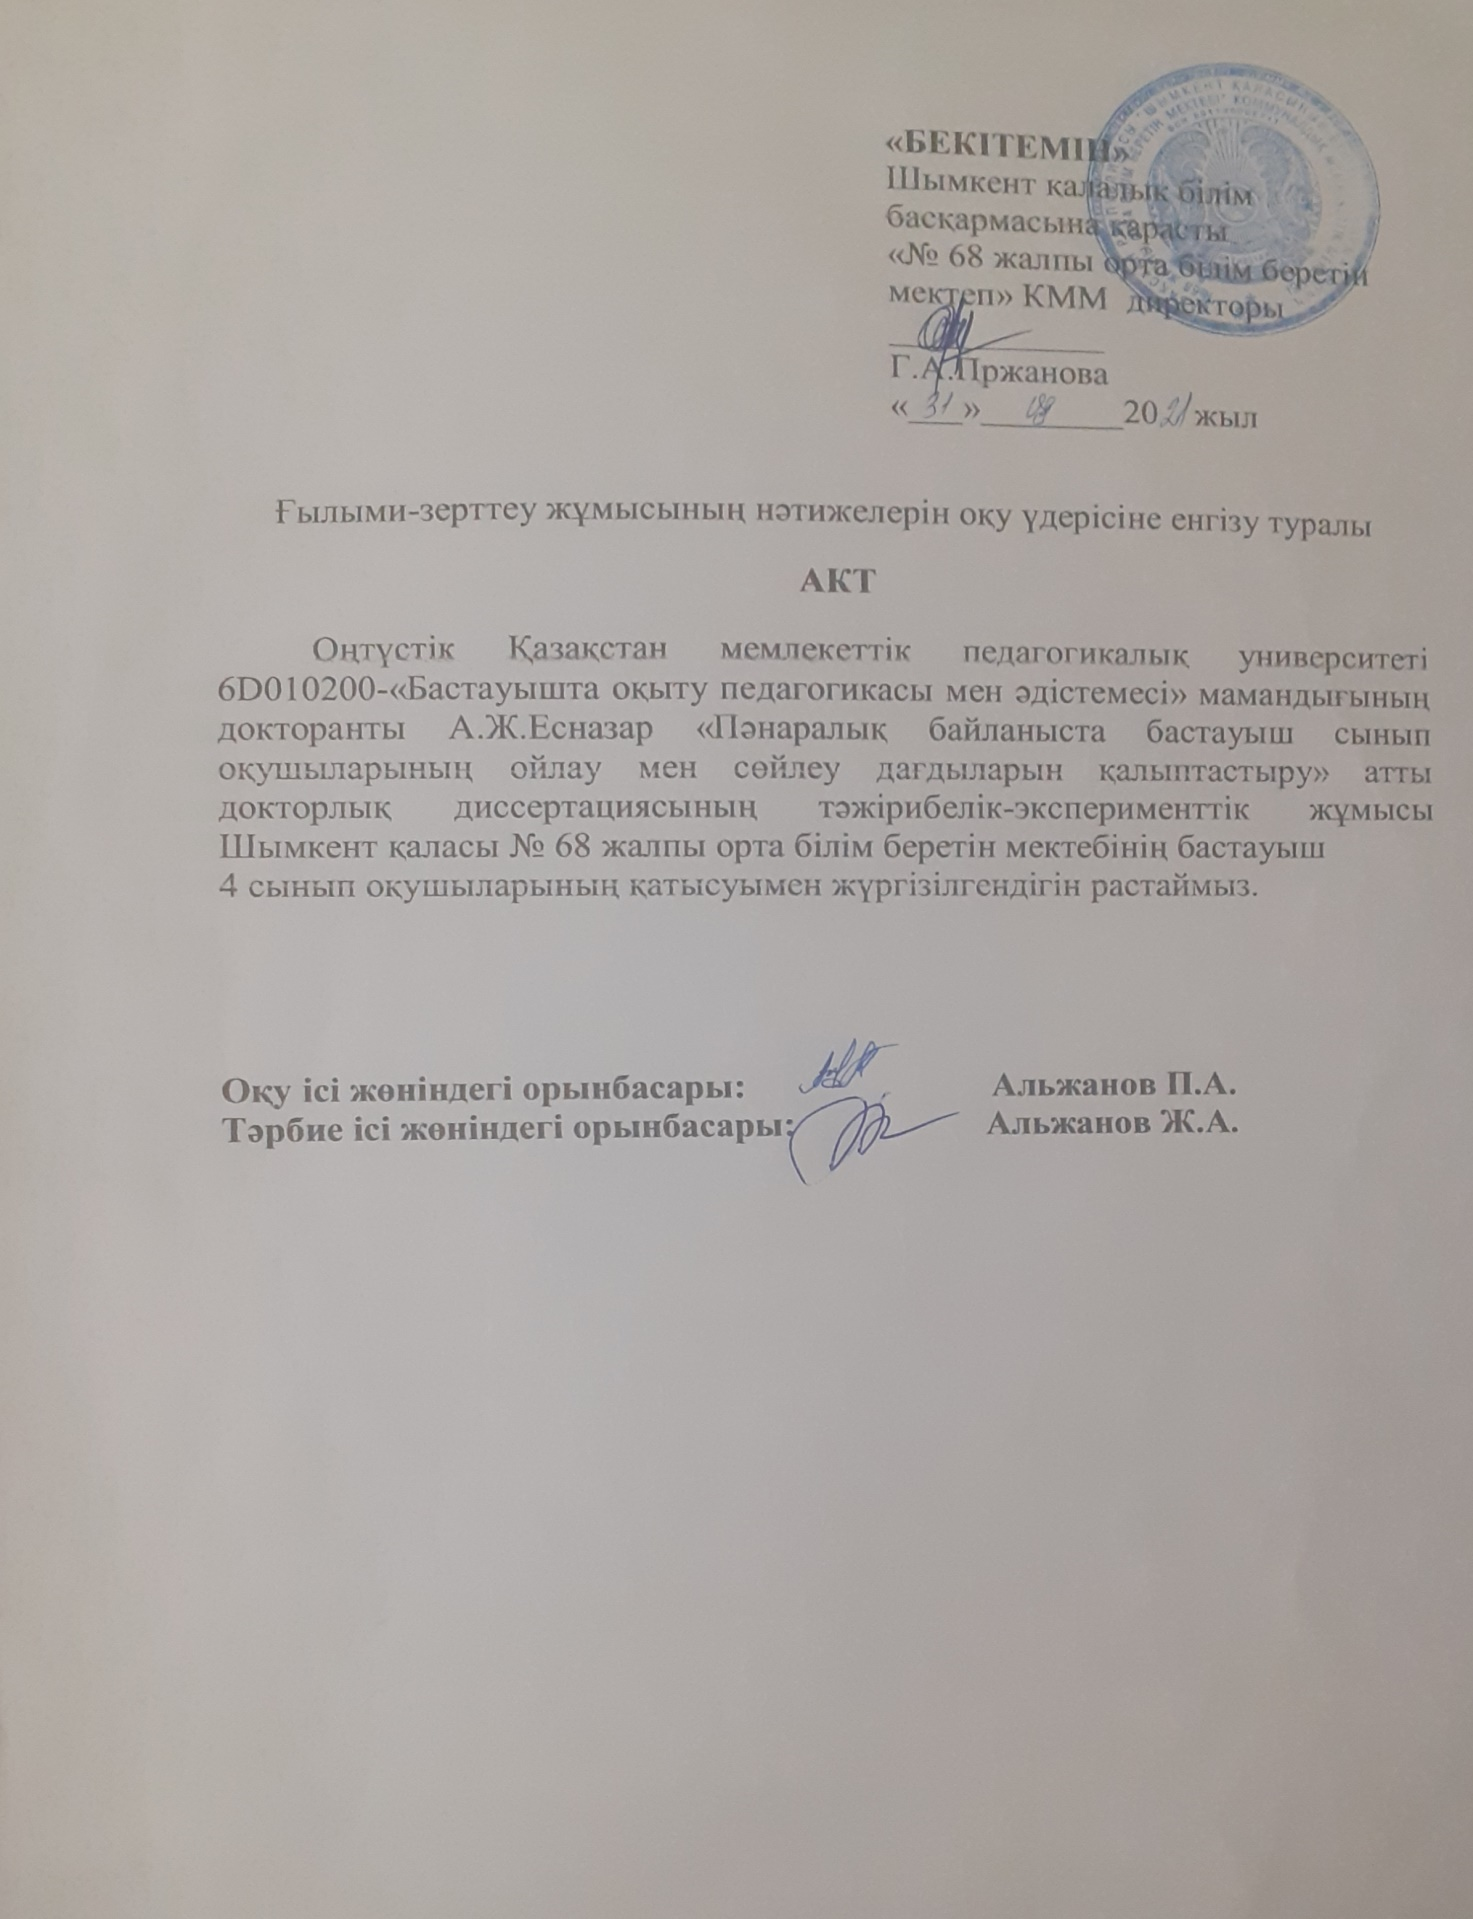 «БЕКІТЕМІН»
Шымкент қалалық білім
басқармасына қарасты
«№ 68 жалпы орта білім беретін
мектеп» КММ директоры
Г.А.Пржанова
« 31 » 20 21 жыл
Ғылыми-зерттеу жұмысының нәтижелерін оқу үдерісіне енгізу туралы
АКТ
Оңтүстік Қазақстан мемлекеттік педагогикалық университеті
6D010200-«Бастауышта оқыту педагогикасы мен әдістемесі» мамандығының
докторанты А.Ж.Есназар «Пәнаралық байланыста бастауыш сынып
оқушыларының ойлау мен сөйлеу дағдыларын қалыптастыру» атты
докторлық диссертациясының тәжірибелік-эксперименттік жұмысы
Шымкент қаласы № 68 жалпы орта білім беретін мектебінің бастауыш
4 сынып оқушыларының қатысуымен жүргізілгендігін растаймыз.
Оқу ісі жөніндегі орынбасары: Альжанов П.А.
Тәрбие ісі жөніндегі орынбасары: Альжанов Ж.А.